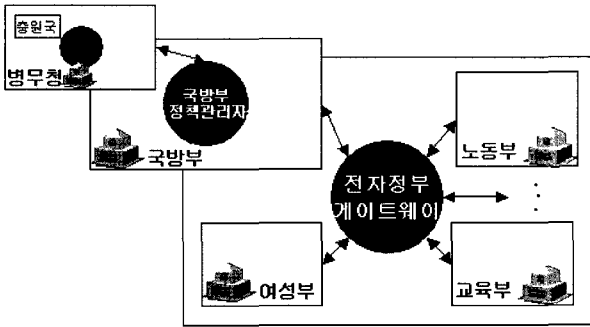 충원국
병무청
국방부
정책관리자
국방부
전자정부
게이트웨이
노동부
여성부
교육부